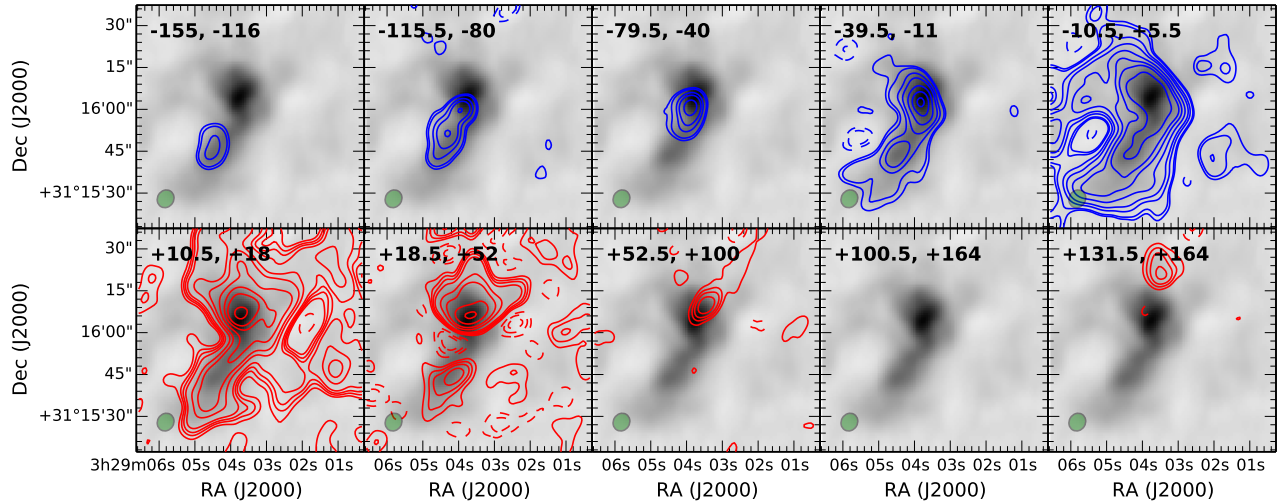 -155, -116
-115.5, -80
-79.5, -40
-39.5, -11
-10.5, +5.5
30"
15"
16'00"
45"
+31°15'30"
Dec (J2000)
+10.5, +18
+18.5, +52
+52.5, +100
+100.5, +164
+131.5, +164
30"
15"
16'00"
45"
+31°15'30"
Dec (J2000)
3h29m06s 05s 04s 03s 02s 01s
06s 05s 04s 03s 02s 01s
06s 05s 04s 03s 02s 01s
06s 05s 04s 03s 02s 01s
06s 05s 04s 03s 02s 01s
RA (J2000)
RA (J2000)
RA (J2000)
RA (J2000)
RA (J2000)